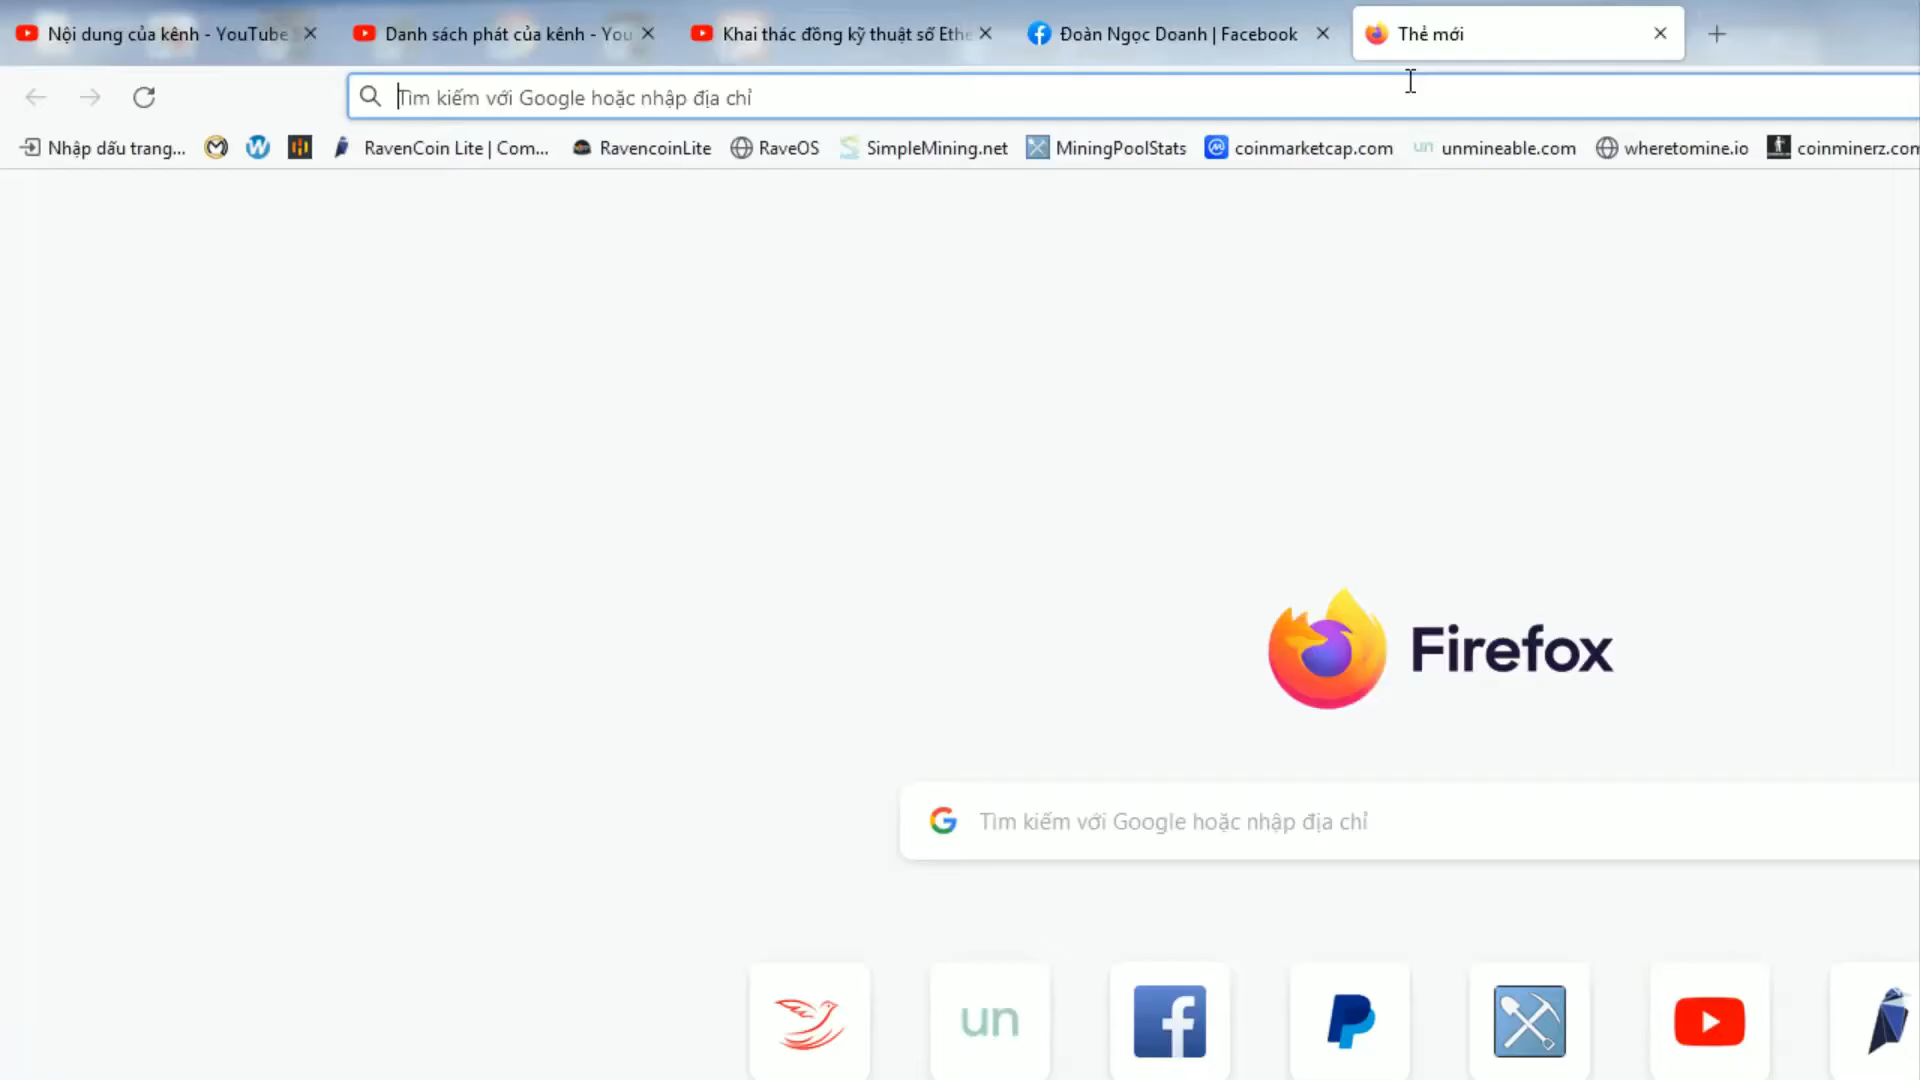 Nội dung của kênh - YouTube
Danh sách phát của kênh - You
Khai thác đồng kỹ thuật số Ethe
Đoàn Ngọc Doanh | Facebook
Thẻ mới
Tìm kiếm với Google hoặc nhập địa chỉ
Nhập dấu trang...
RavenCoin Lite | Com...
RavencoinLite
RaveOS
SimpleMining.net
MiningPoolStats
coinmarketcap.com
un unmineable.com
wheretomine.io
coinminerz.com
Firefox
Tìm kiếm với Google hoặc nhập địa chỉ
un